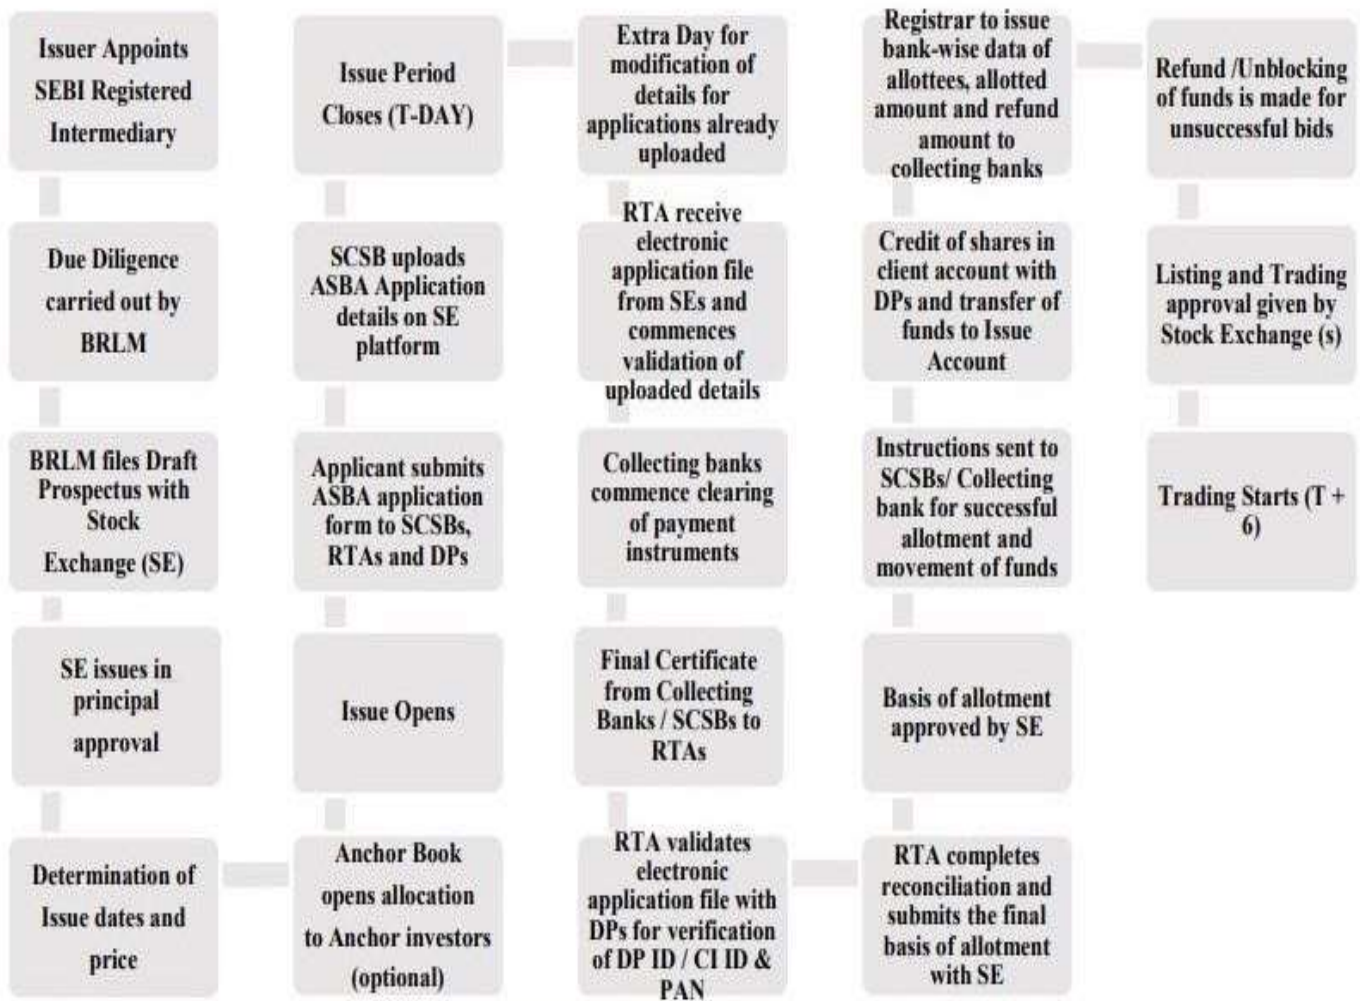 Issuer Appoints
SEBI Registered
Intermediary
Due Diligence
carried out by
BRLM
BRLM files Draft
Prospectus with
Stock
Exchange (SE)
SE issues in
principal
approval
Determination of
Issue dates and
price
Anchor Book
opens allocation
to Anchor investors
(optional)
Issue Opens
Applicant submits
ASBA application
form to SCSBs,
RTAs and DPs
SCSB uploads
ASBA Application
details on SE
platform
Issue Period
Closes (T-DAY)
Extra Day for
modification of
details for
applications already
uploaded
RTA receive
electronic
application file
from SEs and
commences
validation of
uploaded details
Collecting banks
commence clearing
of payment
instruments
Final Certificate
from Collecting
Banks / SCSBs to
RTAs
RTA validates
electronic
application file with
DPs for verification
of DP ID / CI ID &
PAN
RTA completes
reconciliation and
submits the final
basis of allotment
with SE
Basis of allotment
approved by SE
Instructions sent to
SCSBs/ Collecting
bank for successful
allotment and
movement of funds
Credit of shares in
client account with
DPs and transfer of
funds to Issue
Account
Registrar to issue
bank-wise data of
allottees, allotted
amount and refund
amount to
collecting banks
Refund /Unblocking
of funds is made for
unsuccessful bids
Listing and Trading
approval given by
Stock Exchange (s)
Trading Starts (T +
6)